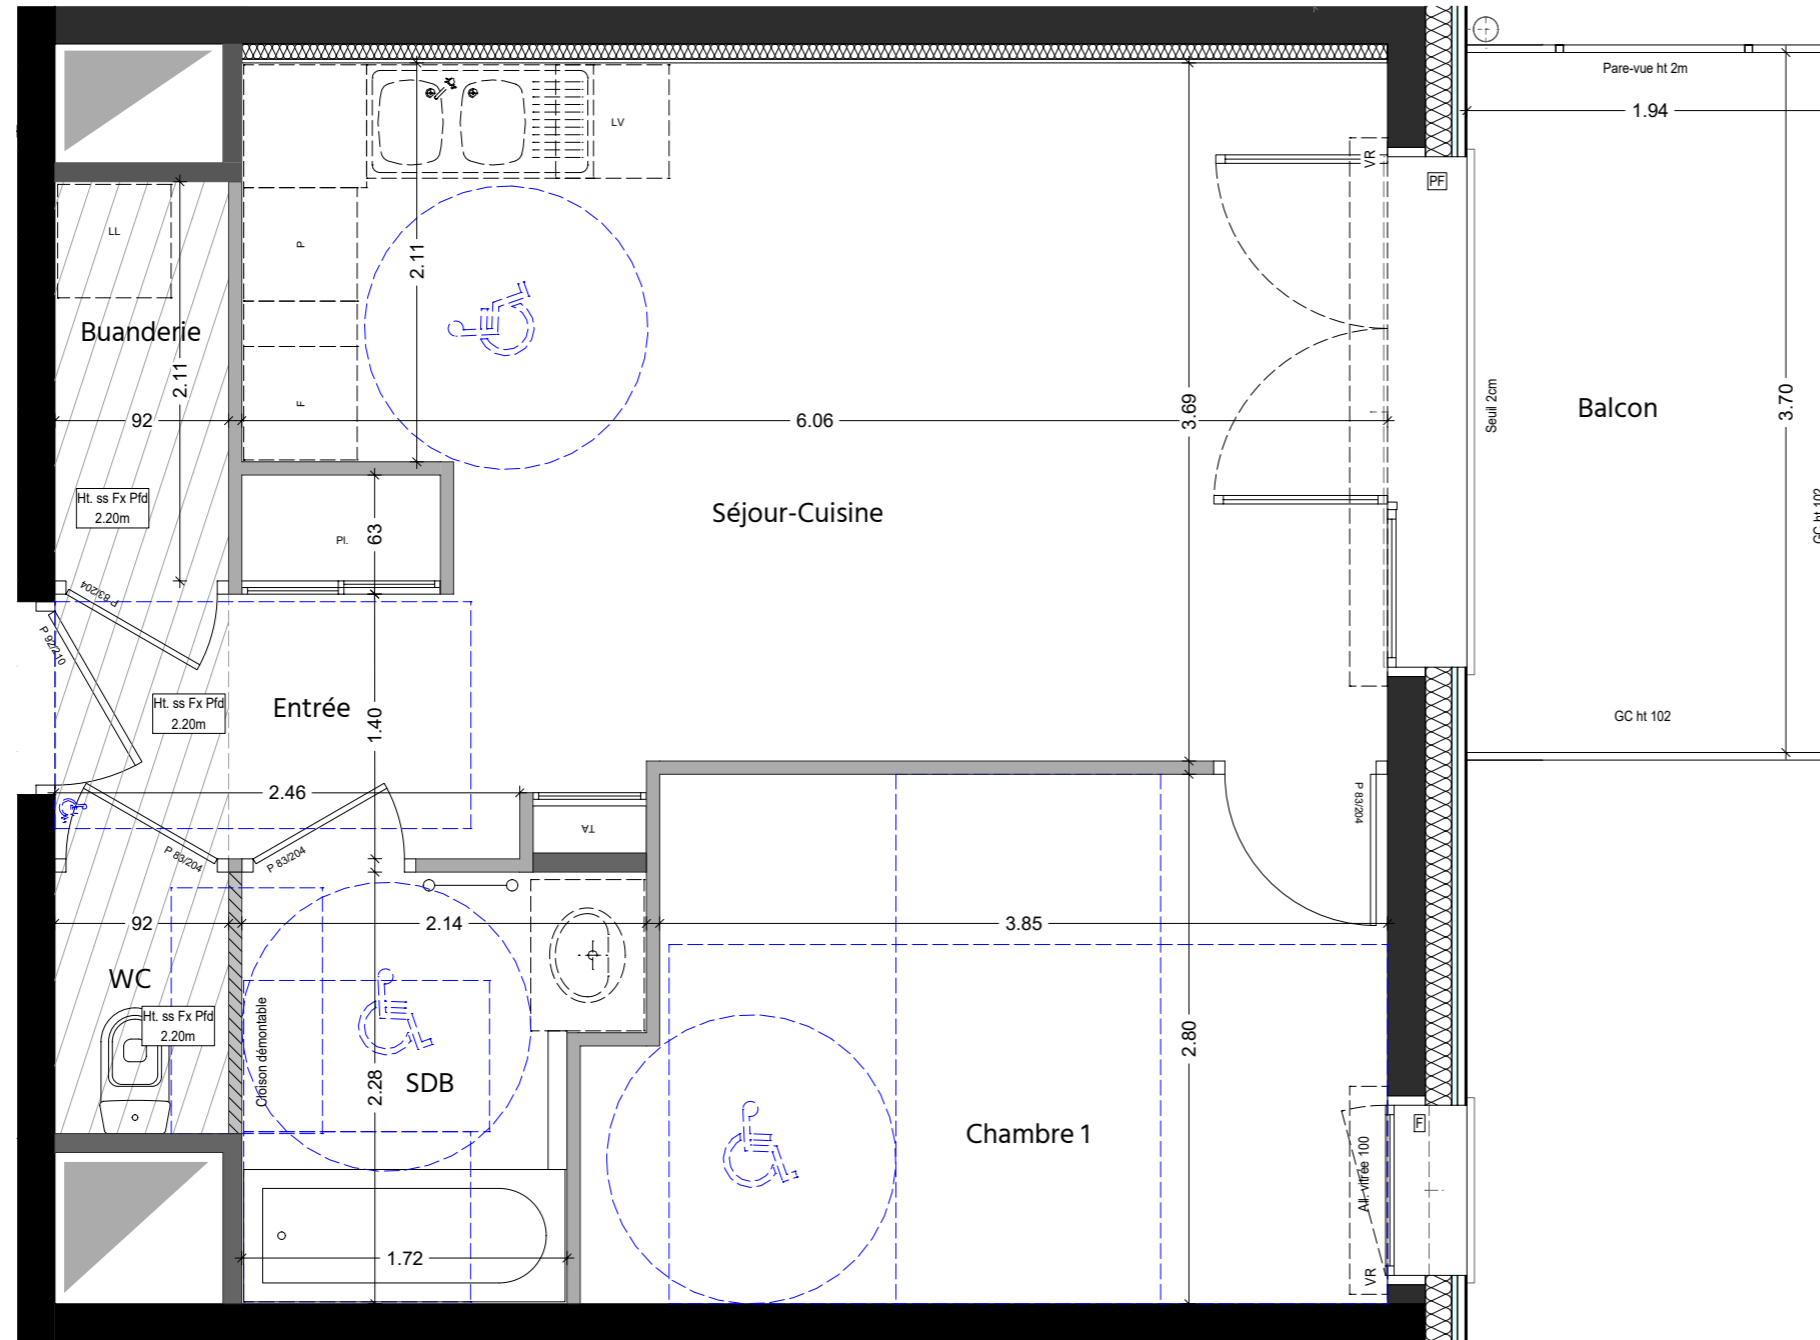 Pare-vue ht 2m
1.94
LV
VR
PF
LL
P
2.11
Buanderie
2.11
F
92
6.06
3.69
Seuil 2cm
Balcon
3.70
Ht. ss Fx Pfd
2.20m
Séjour-Cuisine
GC ht 102
63
Pl.
P 83/204
P 92/210
Ht. ss Fx Pfd
2.20m
Entrée
1.40
GC ht 102
2.46
TA
P 83/204
P 83/204
P 83/204
92
2.14
3.85
WC
Ht. ss Fx Pfd
2.20m
Cloison démontable
2.28
SDB
2.80
Chambre 1
F
All. vitrée 100
1.72
VR